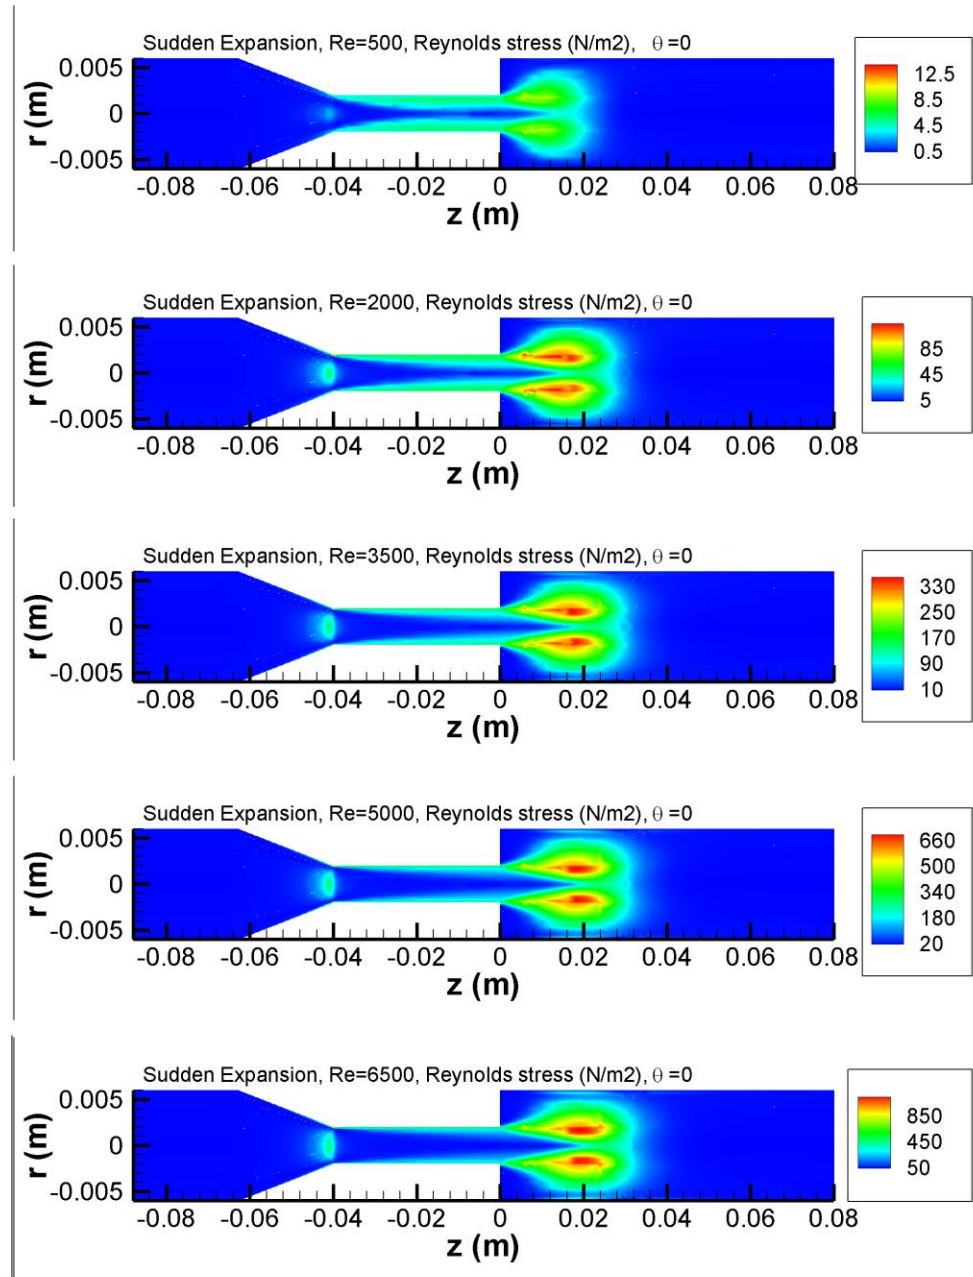 Sudden Expansion, Re=500, Reynolds stress (N/m2), θ=0
0.005
0
-0.005
r (m)
-0.08 -0.06 -0.04 -0.02 0 0.02 0.04 0.06 0.08
z (m)
12.5
8.5
4.5
0.5
Sudden Expansion, Re=2000, Reynolds stress (N/m2), θ=0
0.005
0
-0.005
r (m)
-0.08 -0.06 -0.04 -0.02 0 0.02 0.04 0.06 0.08
z (m)
85
45
5
Sudden Expansion, Re=3500, Reynolds stress (N/m2), θ=0
0.005
0
-0.005
r (m)
-0.08 -0.06 -0.04 -0.02 0 0.02 0.04 0.06 0.08
z (m)
330
250
170
90
10
Sudden Expansion, Re=5000, Reynolds stress (N/m2), θ=0
0.005
0
-0.005
r (m)
-0.08 -0.06 -0.04 -0.02 0 0.02 0.04 0.06 0.08
z (m)
660
500
340
180
20
Sudden Expansion, Re=6500, Reynolds stress (N/m2), θ=0
0.005
0
-0.005
r (m)
-0.08 -0.06 -0.04 -0.02 0 0.02 0.04 0.06 0.08
z (m)
850
450
50